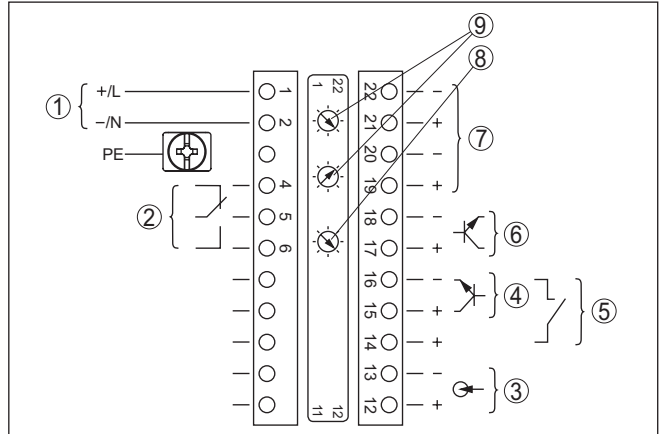 ⑨
⑧
① +/L 1 1 22 22 −
−/N 2 21 + ⑦
PE 20 −
4 19 +
② 5 18 − ⑥
6 17 +
16 − ④
15 + ⑤
14 +
13 − ③
11 12 12 +